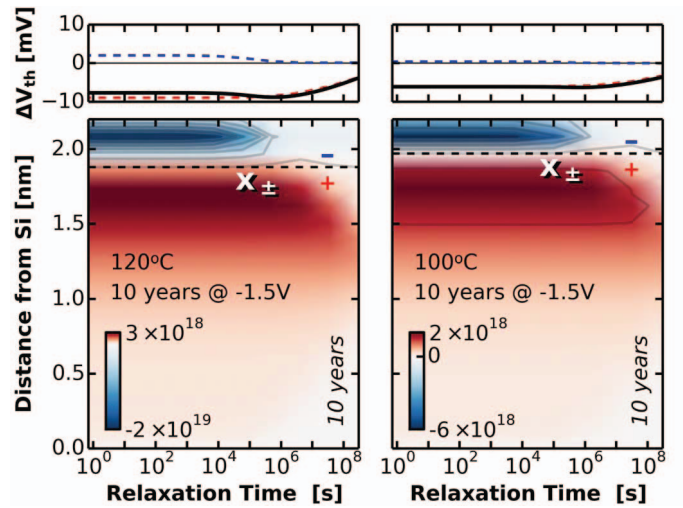 10
0
−10
ΔVth [mV]
2.0
1.5
1.0
0.5
0.0
Distance from Si [nm]
−
X±
+
120°C
10 years @ -1.5V
3 ×10^18
-2 ×10^19
10 years
10^0 10^2 10^4 10^6 10^8
Relaxation Time [s]
−
X±
+
100°C
10 years @ -1.5V
2 ×10^18
0
-6 ×10^18
10 years
10^0 10^2 10^4 10^6 10^8
Relaxation Time [s]